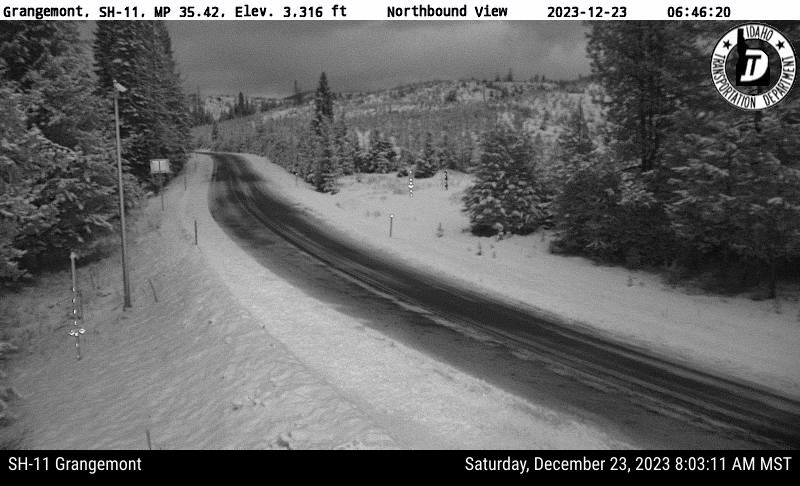 Grangemont, SH-11, MP 35.42, Elev. 3,316 ft Northbound View 2023-12-23 06:46:20
IDAHO
TRANSPORTATION DEPARTMENT
SH-11 Grangemont Saturday, December 23, 2023 8:03:11 AM MST